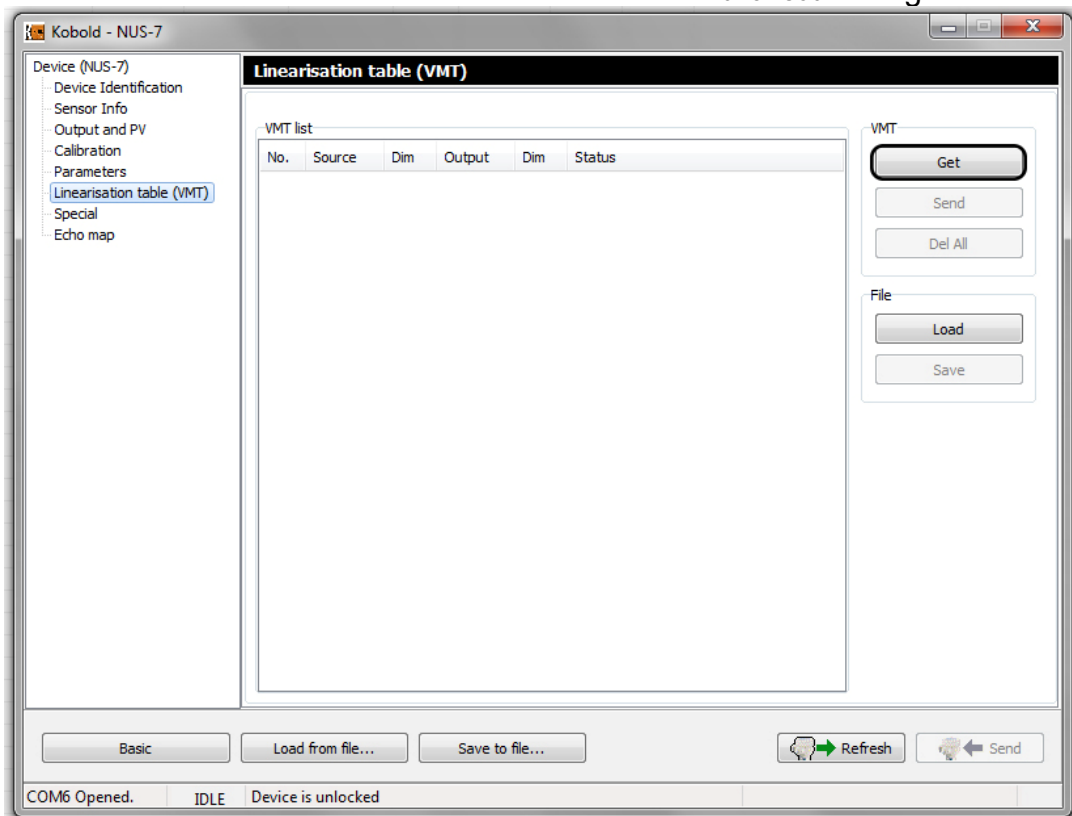 Kobold - NUS-7
Device (NUS-7)
Device Identification
Sensor Info
Output and PV
Calibration
Parameters
Linearisation table (VMT)
Special
Echo map
Linearisation table (VMT)
VMT list
No. Source Dim Output Dim Status
VMT
Get
Send
Del All
File
Load
Save
Basic
Load from file...
Save to file...
Refresh
Send
COM6 Opened. IDLE Device is unlocked